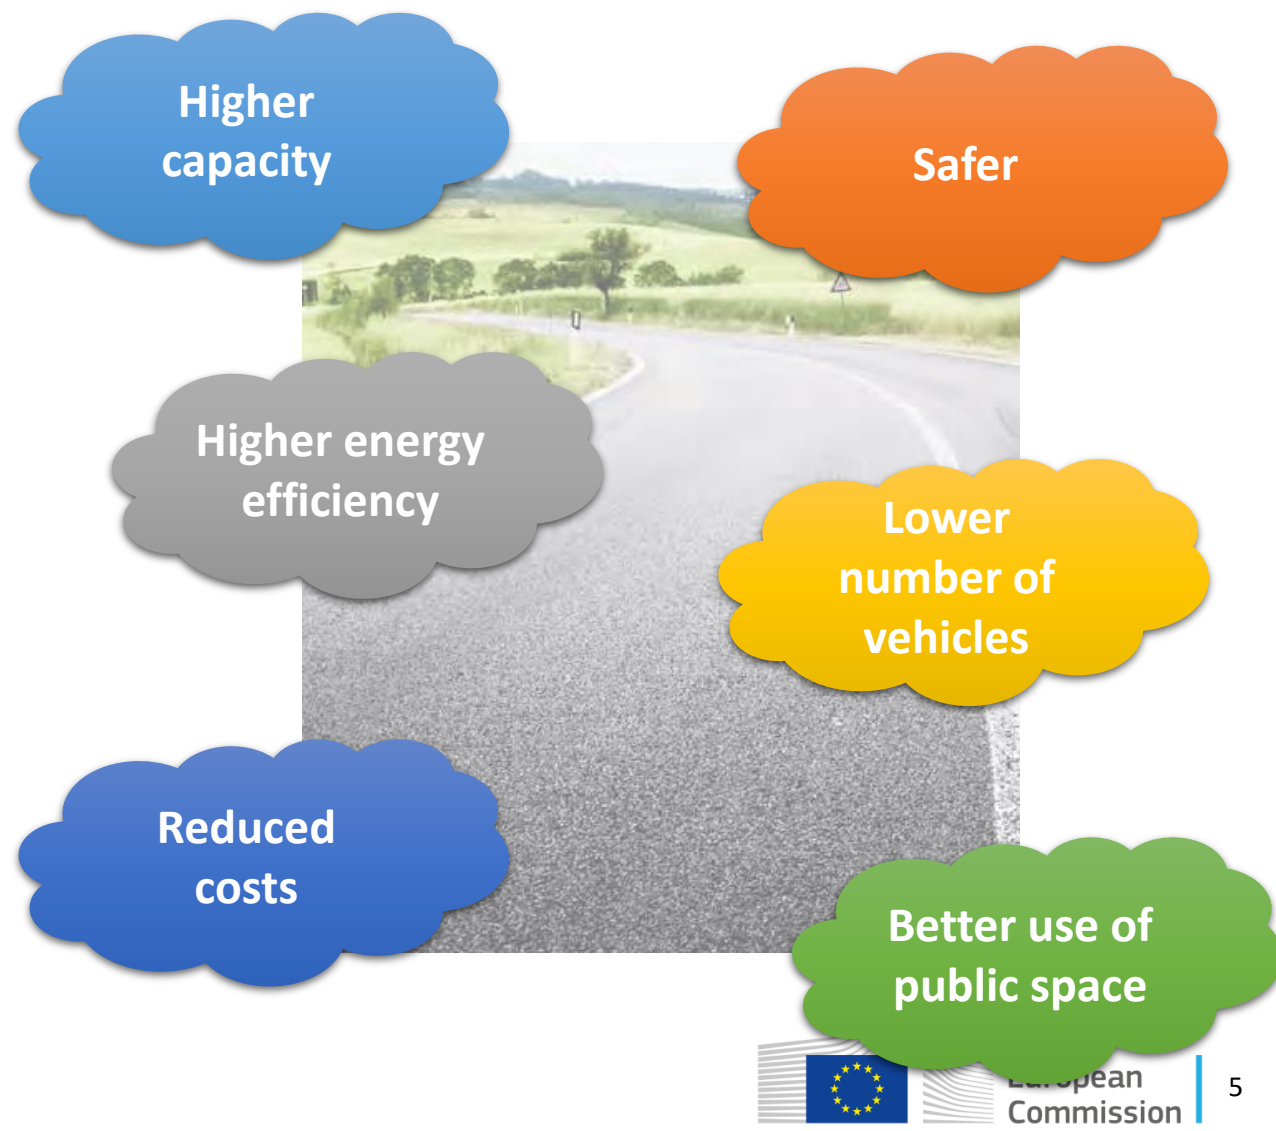 Higher
capacity
Safer
Higher energy
efficiency
Lower
number of
vehicles
Reduced
costs
Better use of
public space
European
Commission
5